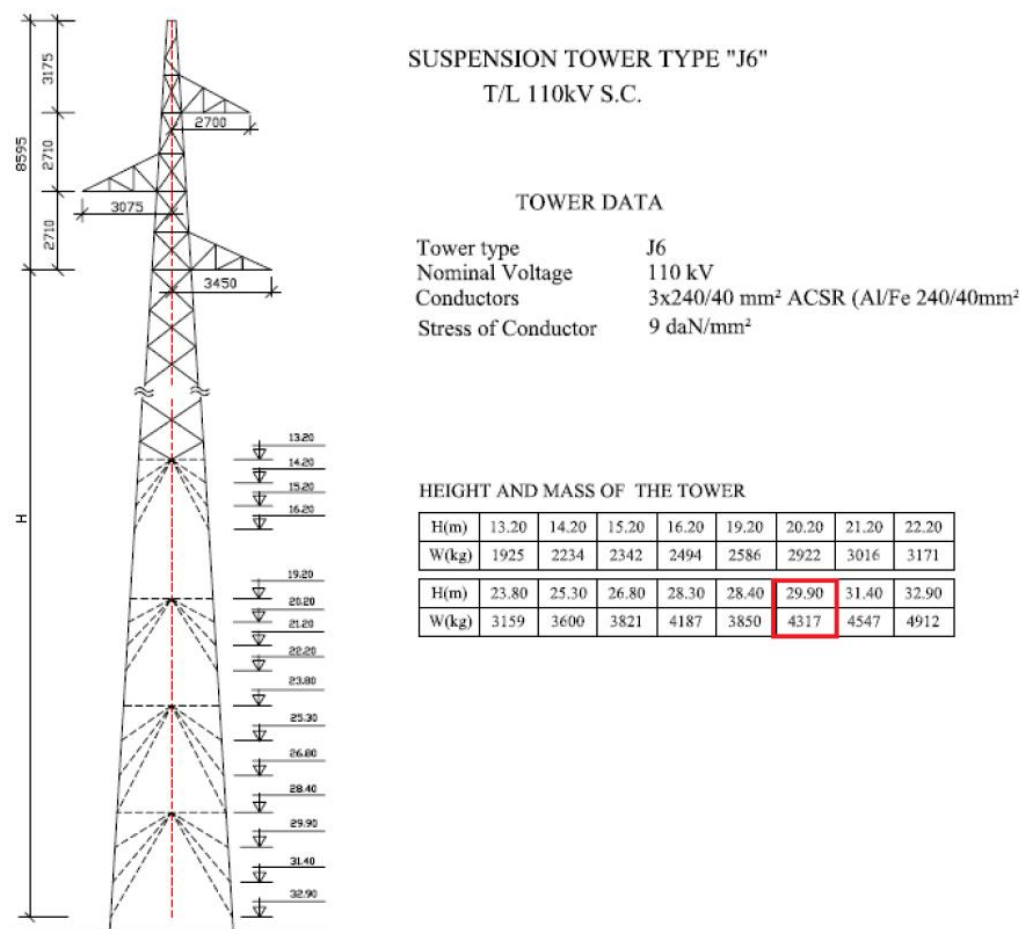 SUSPENSION TOWER TYPE "J6"
T/L 110kV S.C.
TOWER DATA
Tower type J6
Nominal Voltage 110 kV
Conductors 3x240/40 mm² ACSR (Al/Fe 240/40mm²
Stress of Conductor 9 daN/mm²
HEIGHT AND MASS OF THE TOWER
H(m) 13.20 14.20 15.20 16.20 19.20 20.20 21.20 22.20
W(kg) 1925 2234 2342 2494 2586 2922 3016 3171
H(m) 23.80 25.30 26.80 28.30 28.40 29.90 31.40 32.90
W(kg) 3159 3600 3821 4187 3850 4317 4547 4912
3175
2700
8595
2710
3075
2710
3450
H
13.20
14.20
15.20
16.20
19.20
20.20
21.20
22.20
23.80
25.30
26.80
28.40
29.90
31.40
32.90